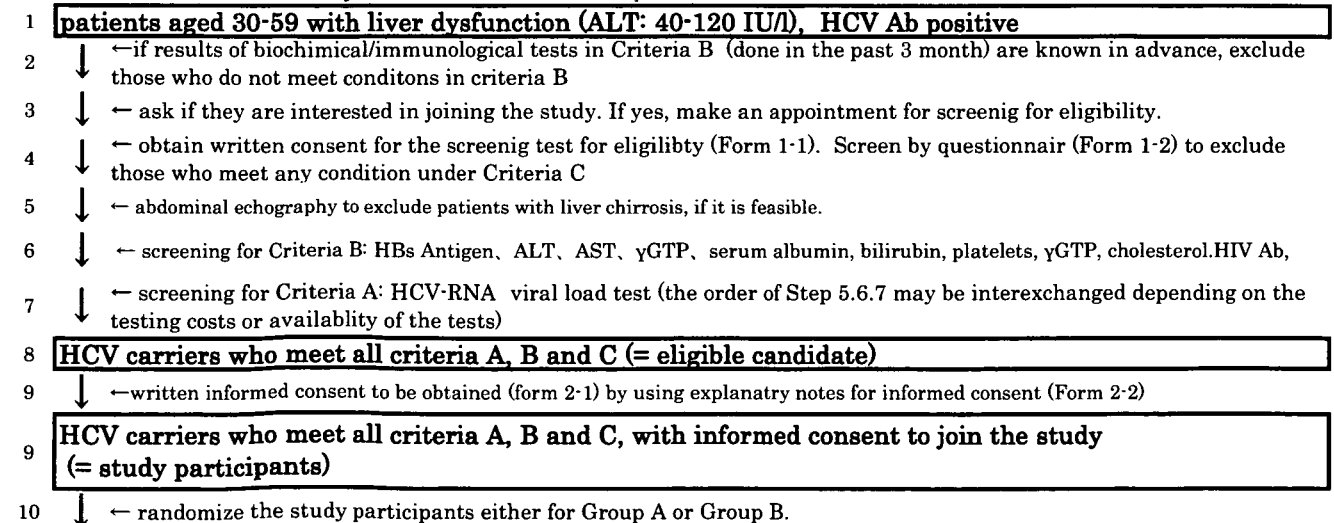 1 patients aged 30-59 with liver dysfunction (ALT: 40-120 IU/l), HCV Ab positive
2 ↓ ←if results of biochimical/immunological tests in Criteria B (done in the past 3 month) are known in advance, exclude
those who do not meet conditons in criteria B
3 ↓ ← ask if they are interested in joining the study. If yes, make an appointment for screenig for eligibility.
4 ↓ ← obtain written consent for the screenig test for eligilibty (Form 1-1). Screen by questionnair (Form 1-2) to exclude
those who meet any condition under Criteria C
5 ↓ ← abdominal echography to exclude patients with liver chirrosis, if it is feasible.
6 ↓ ← screening for Criteria B: HBs Antigen、ALT、AST、γGTP、serum albumin, bilirubin, platelets, γGTP, cholesterol.HIV Ab,
7 ↓ ← screening for Criteria A: HCV-RNA viral load test (the order of Step 5.6.7 may be interexchanged depending on the
testing costs or availablity of the tests)
8 HCV carriers who meet all criteria A, B and C (= eligible candidate)
9 ↓ ←written informed consent to be obtained (form 2-1) by using explanatry notes for informed consent (Form 2-2)
9 HCV carriers who meet all criteria A, B and C, with informed consent to join the study
(= study participants)
10 ↓ ← randomize the study participants either for Group A or Group B.